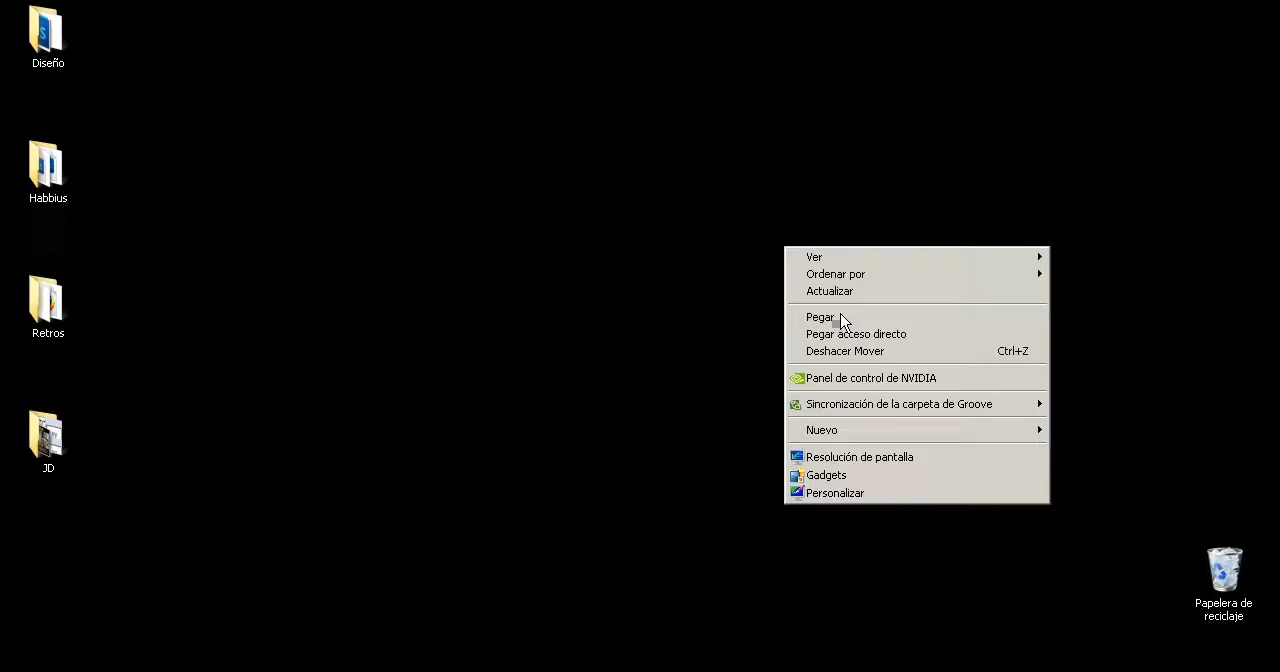 Diseño
Habbius
Retros
JD
Ver
Ordenar por
Actualizar
Pegar
Pegar acceso directo
Deshacer Mover Ctrl+Z
Panel de control de NVIDIA
Sincronización de la carpeta de Groove
Nuevo
Resolución de pantalla
Gadgets
Personalizar
Papelera de
reciclaje